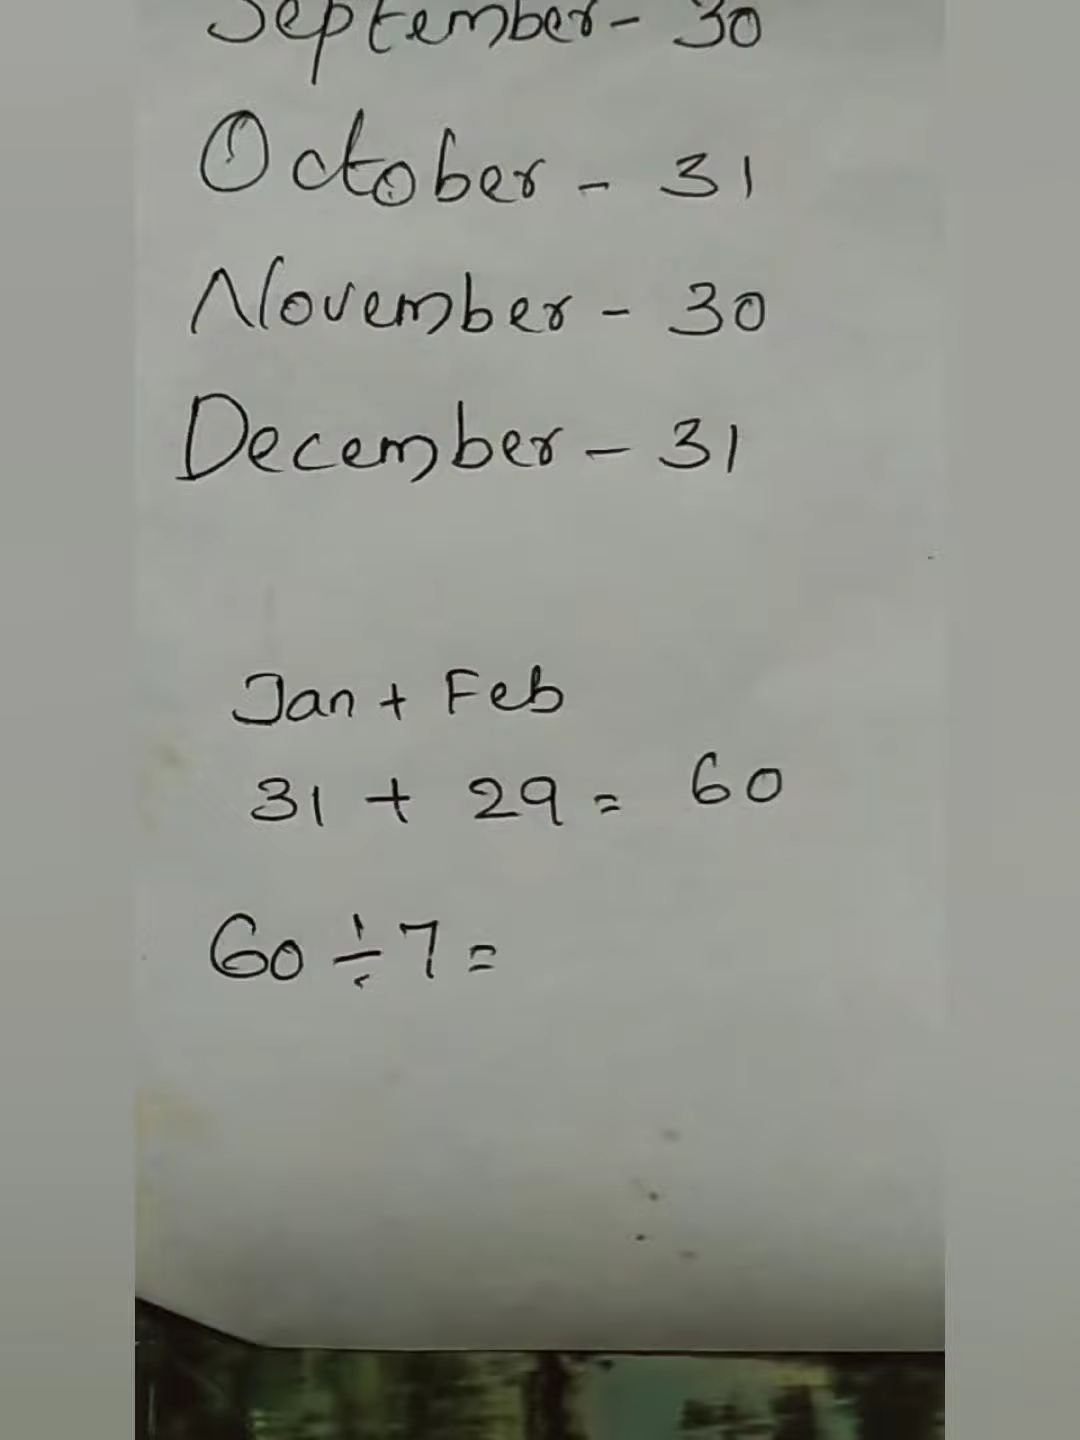 September - 30
October - 31
November - 30
December - 31
Jan + Feb
31 + 29 = 60
60 ÷ 7 =